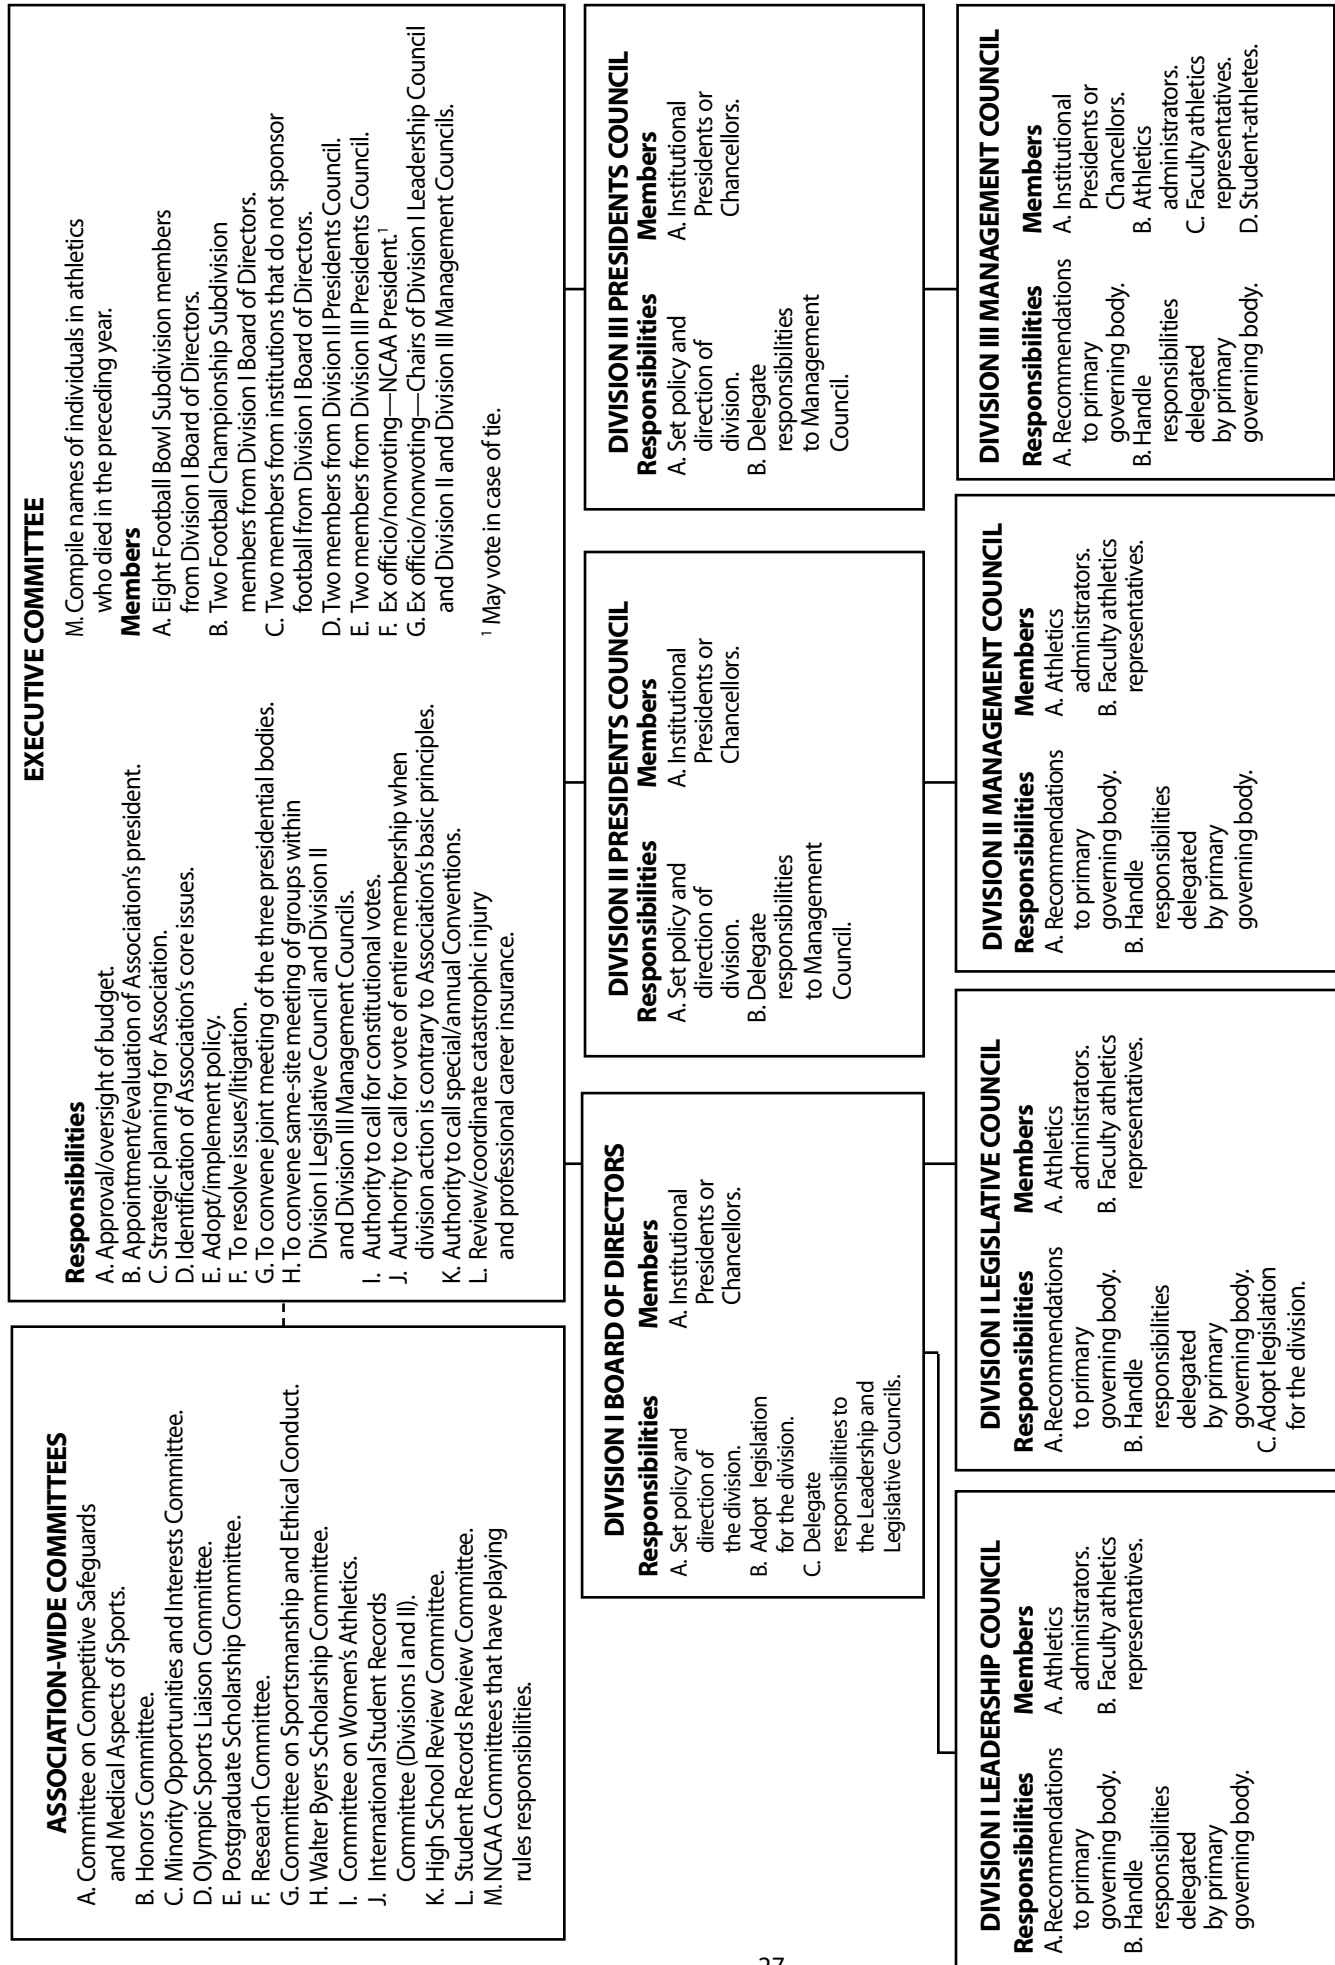 ASSOCIATION-WIDE COMMITTEES
A. Committee on Competitive Safeguards
and Medical Aspects of Sports.
B. Honors Committee.
C. Minority Opportunities and Interests Committee.
D. Olympic Sports Liaison Committee.
E. Postgraduate Scholarship Committee.
F. Research Committee.
G. Committee on Sportsmanship and Ethical Conduct.
H. Walter Byers Scholarship Committee.
I. Committee on Women's Athletics.
J. International Student Records
Committee (Divisions I and II).
K. High School Review Committee.
L. Student Records Review Committee.
M. NCAA Committees that have playing
rules responsibilities.
EXECUTIVE COMMITTEE
Responsibilities
A. Approval/oversight of budget.
B. Appointment/evaluation of Association's president.
C. Strategic planning for Association.
D. Identification of Association's core issues.
E. Adopt/implement policy.
F. To resolve issues/litigation.
G. To convene joint meeting of the three presidential bodies.
H. To convene same-site meeting of groups within
Division I Legislative Council and Division II
and Division III Management Councils.
I. Authority to call for constitutional votes.
J. Authority to call for vote of entire membership when
division action is contrary to Association's basic principles.
K. Authority to call special/annual Conventions.
L. Review/coordinate catastrophic injury
and professional career insurance.
M. Compile names of individuals in athletics
who died in the preceding year.
Members
A. Eight Football Bowl Subdivision members
from Division I Board of Directors.
B. Two Football Championship Subdivision
members from Division I Board of Directors.
C. Two members from institutions that do not sponsor
football from Division I Board of Directors.
D. Two members from Division II Presidents Council.
E. Two members from Division III Presidents Council.
F. Ex officio/nonvoting—NCAA President.1
G. Ex officio/nonvoting—Chairs of Division I Leadership Council
and Division II and Division III Management Councils.
1 May vote in case of tie.
DIVISION I BOARD OF DIRECTORS
Responsibilities
A. Set policy and
direction of
the division.
B. Adopt legislation
for the division.
C. Delegate
responsibilities to
the Leadership and
Legislative Councils.
Members
A. Institutional
Presidents or
Chancellors.
DIVISION II PRESIDENTS COUNCIL
Responsibilities
A. Set policy and
direction of
division.
B. Delegate
responsibilities
to Management
Council.
Members
A. Institutional
Presidents or
Chancellors.
DIVISION III PRESIDENTS COUNCIL
Responsibilities
A. Set policy and
direction of
division.
B. Delegate
responsibilities
to Management
Council.
Members
A. Institutional
Presidents or
Chancellors.
DIVISION I LEADERSHIP COUNCIL
Responsibilities
A. Recommendations
to primary
governing body.
B. Handle
responsibilities
delegated
by primary
governing body.
Members
A. Athletics
administrators.
B. Faculty athletics
representatives.
DIVISION I LEGISLATIVE COUNCIL
Responsibilities
A. Recommendations
to primary
governing body.
B. Handle
responsibilities
delegated
by primary
governing body.
C. Adopt legislation
for the division.
Members
A. Athletics
administrators.
B. Faculty athletics
representatives.
DIVISION II MANAGEMENT COUNCIL
Responsibilities
A. Recommendations
to primary
governing body.
B. Handle
responsibilities
delegated
by primary
governing body.
Members
A. Athletics
administrators.
B. Faculty athletics
representatives.
DIVISION III MANAGEMENT COUNCIL
Responsibilities
A. Recommendations
to primary
governing body.
B. Handle
responsibilities
delegated
by primary
governing body.
Members
A. Institutional
Presidents or
Chancellors.
B. Athletics
administrators.
C. Faculty athletics
representatives.
D. Student-athletes.